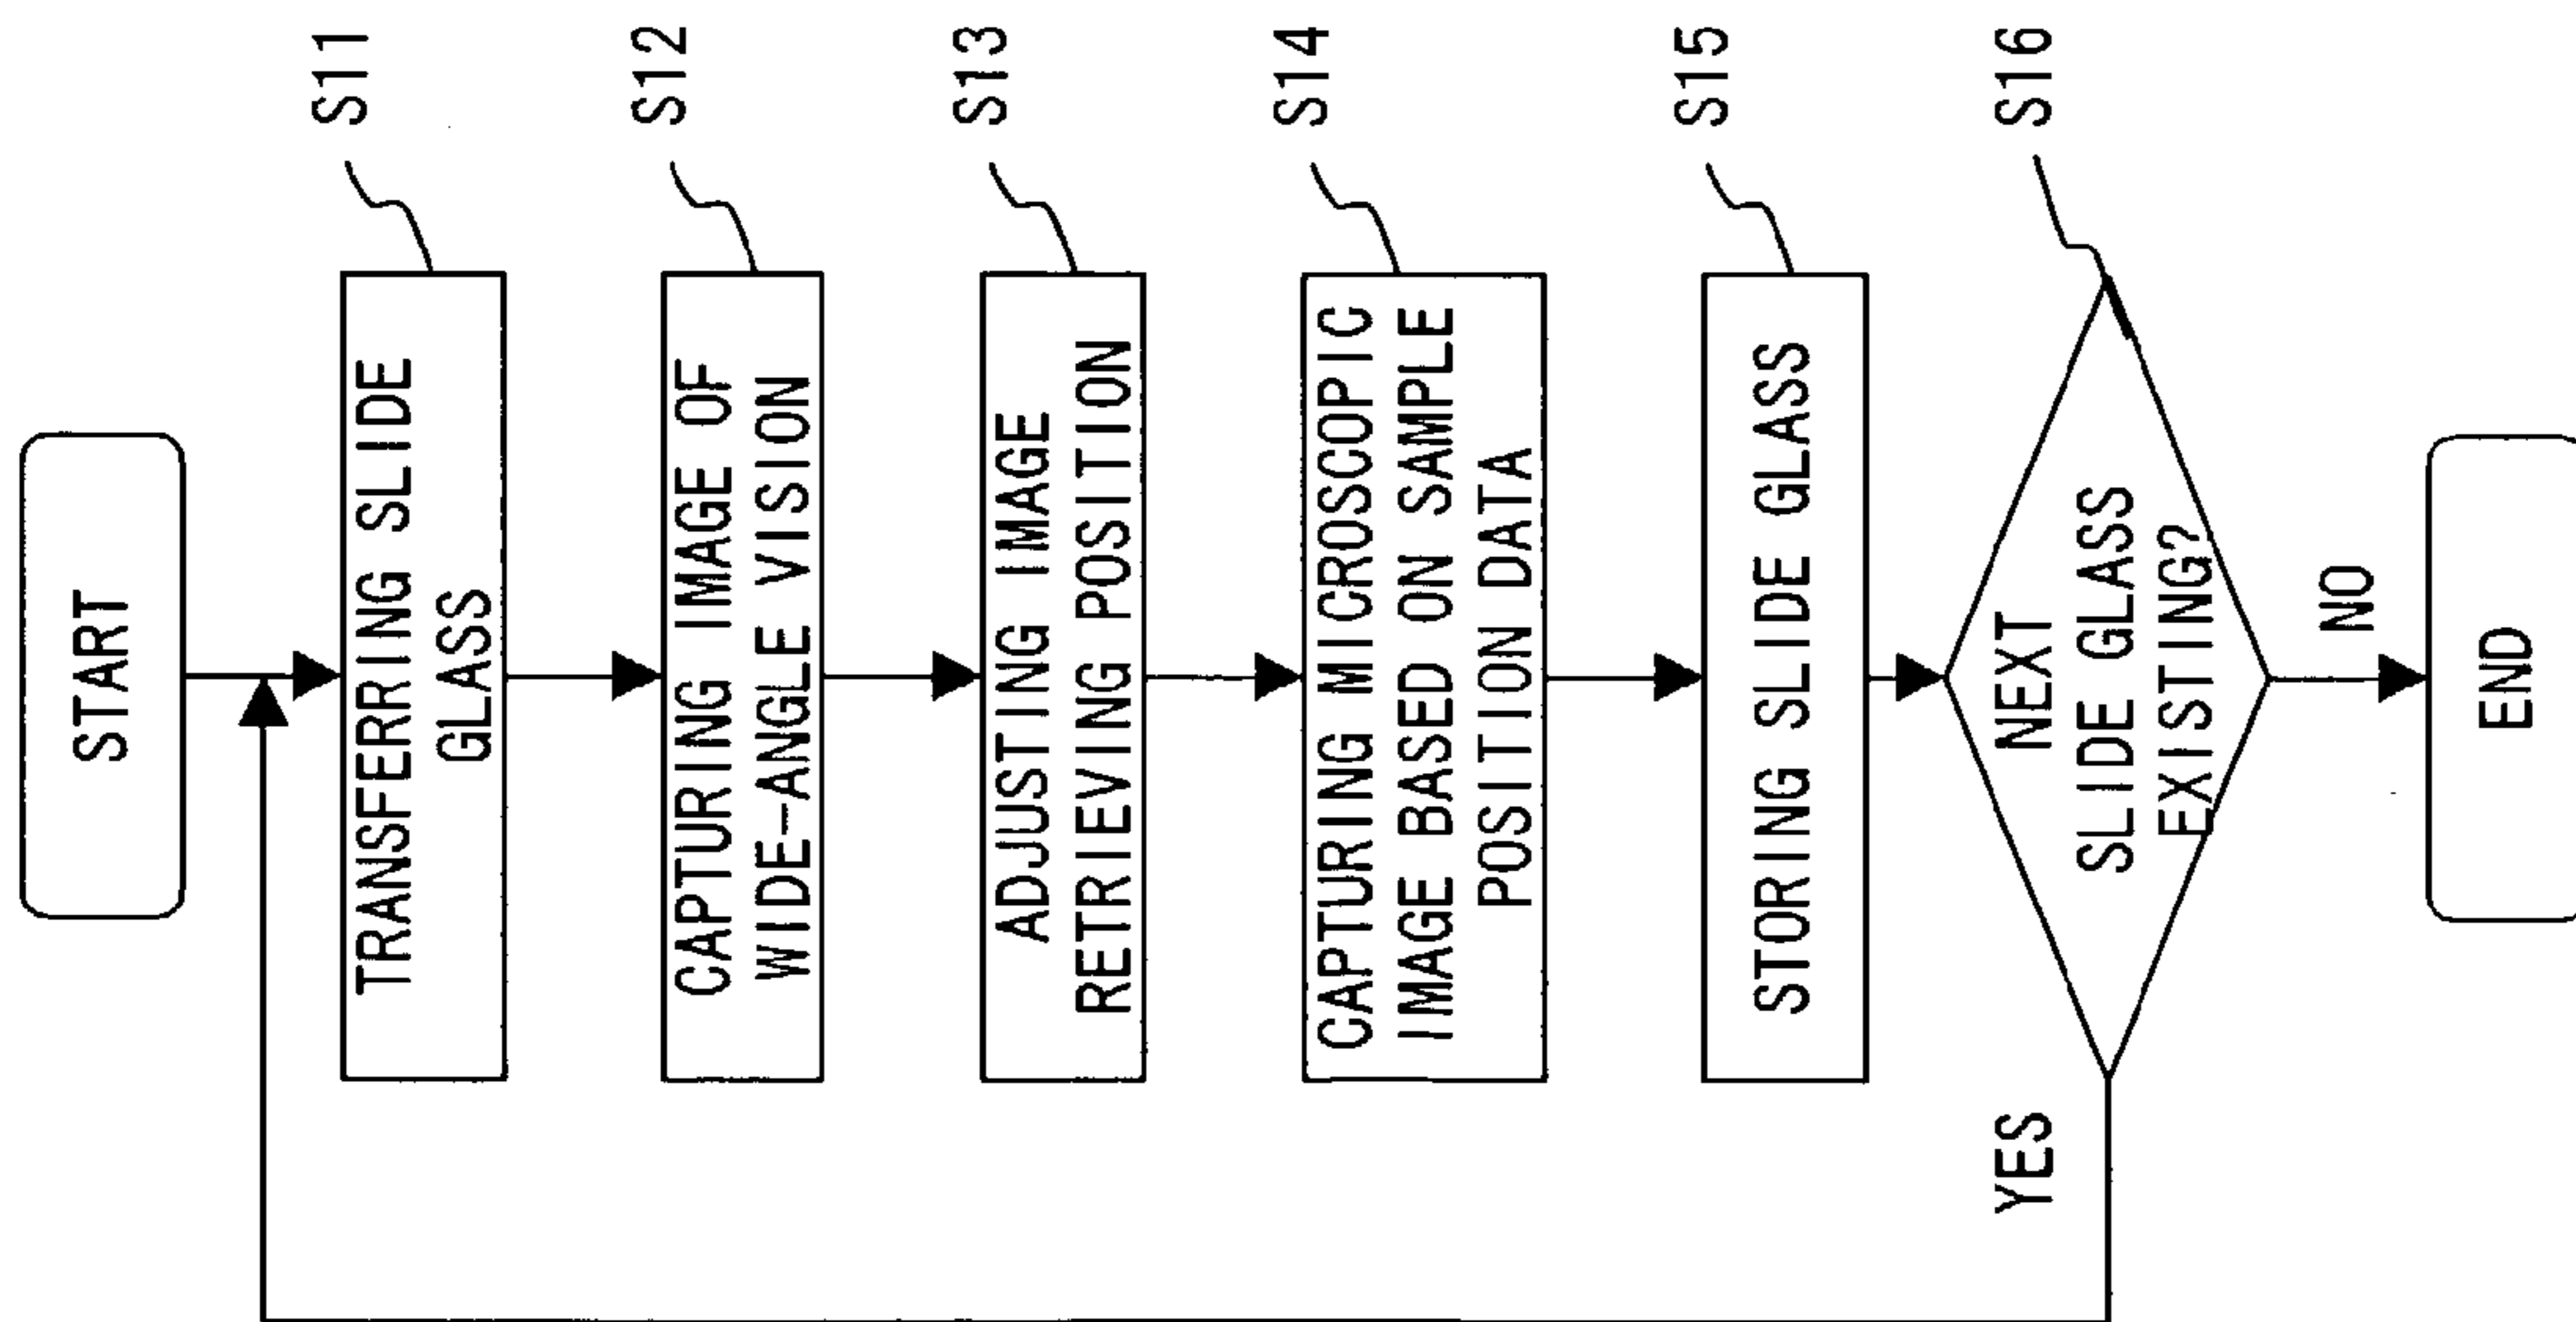 START
S11
TRANSFERRING SLIDE
GLASS
S12
CAPTURING IMAGE OF
WIDE-ANGLE VISION
S13
ADJUSTING IMAGE
RETRIEVING POSITION
S14
CAPTURING MICROSCOPIC
IMAGE BASED ON SAMPLE
POSITION DATA
S15
STORING SLIDE GLASS
S16
NEXT
SLIDE GLASS
EXISTING?
YES
NO
END